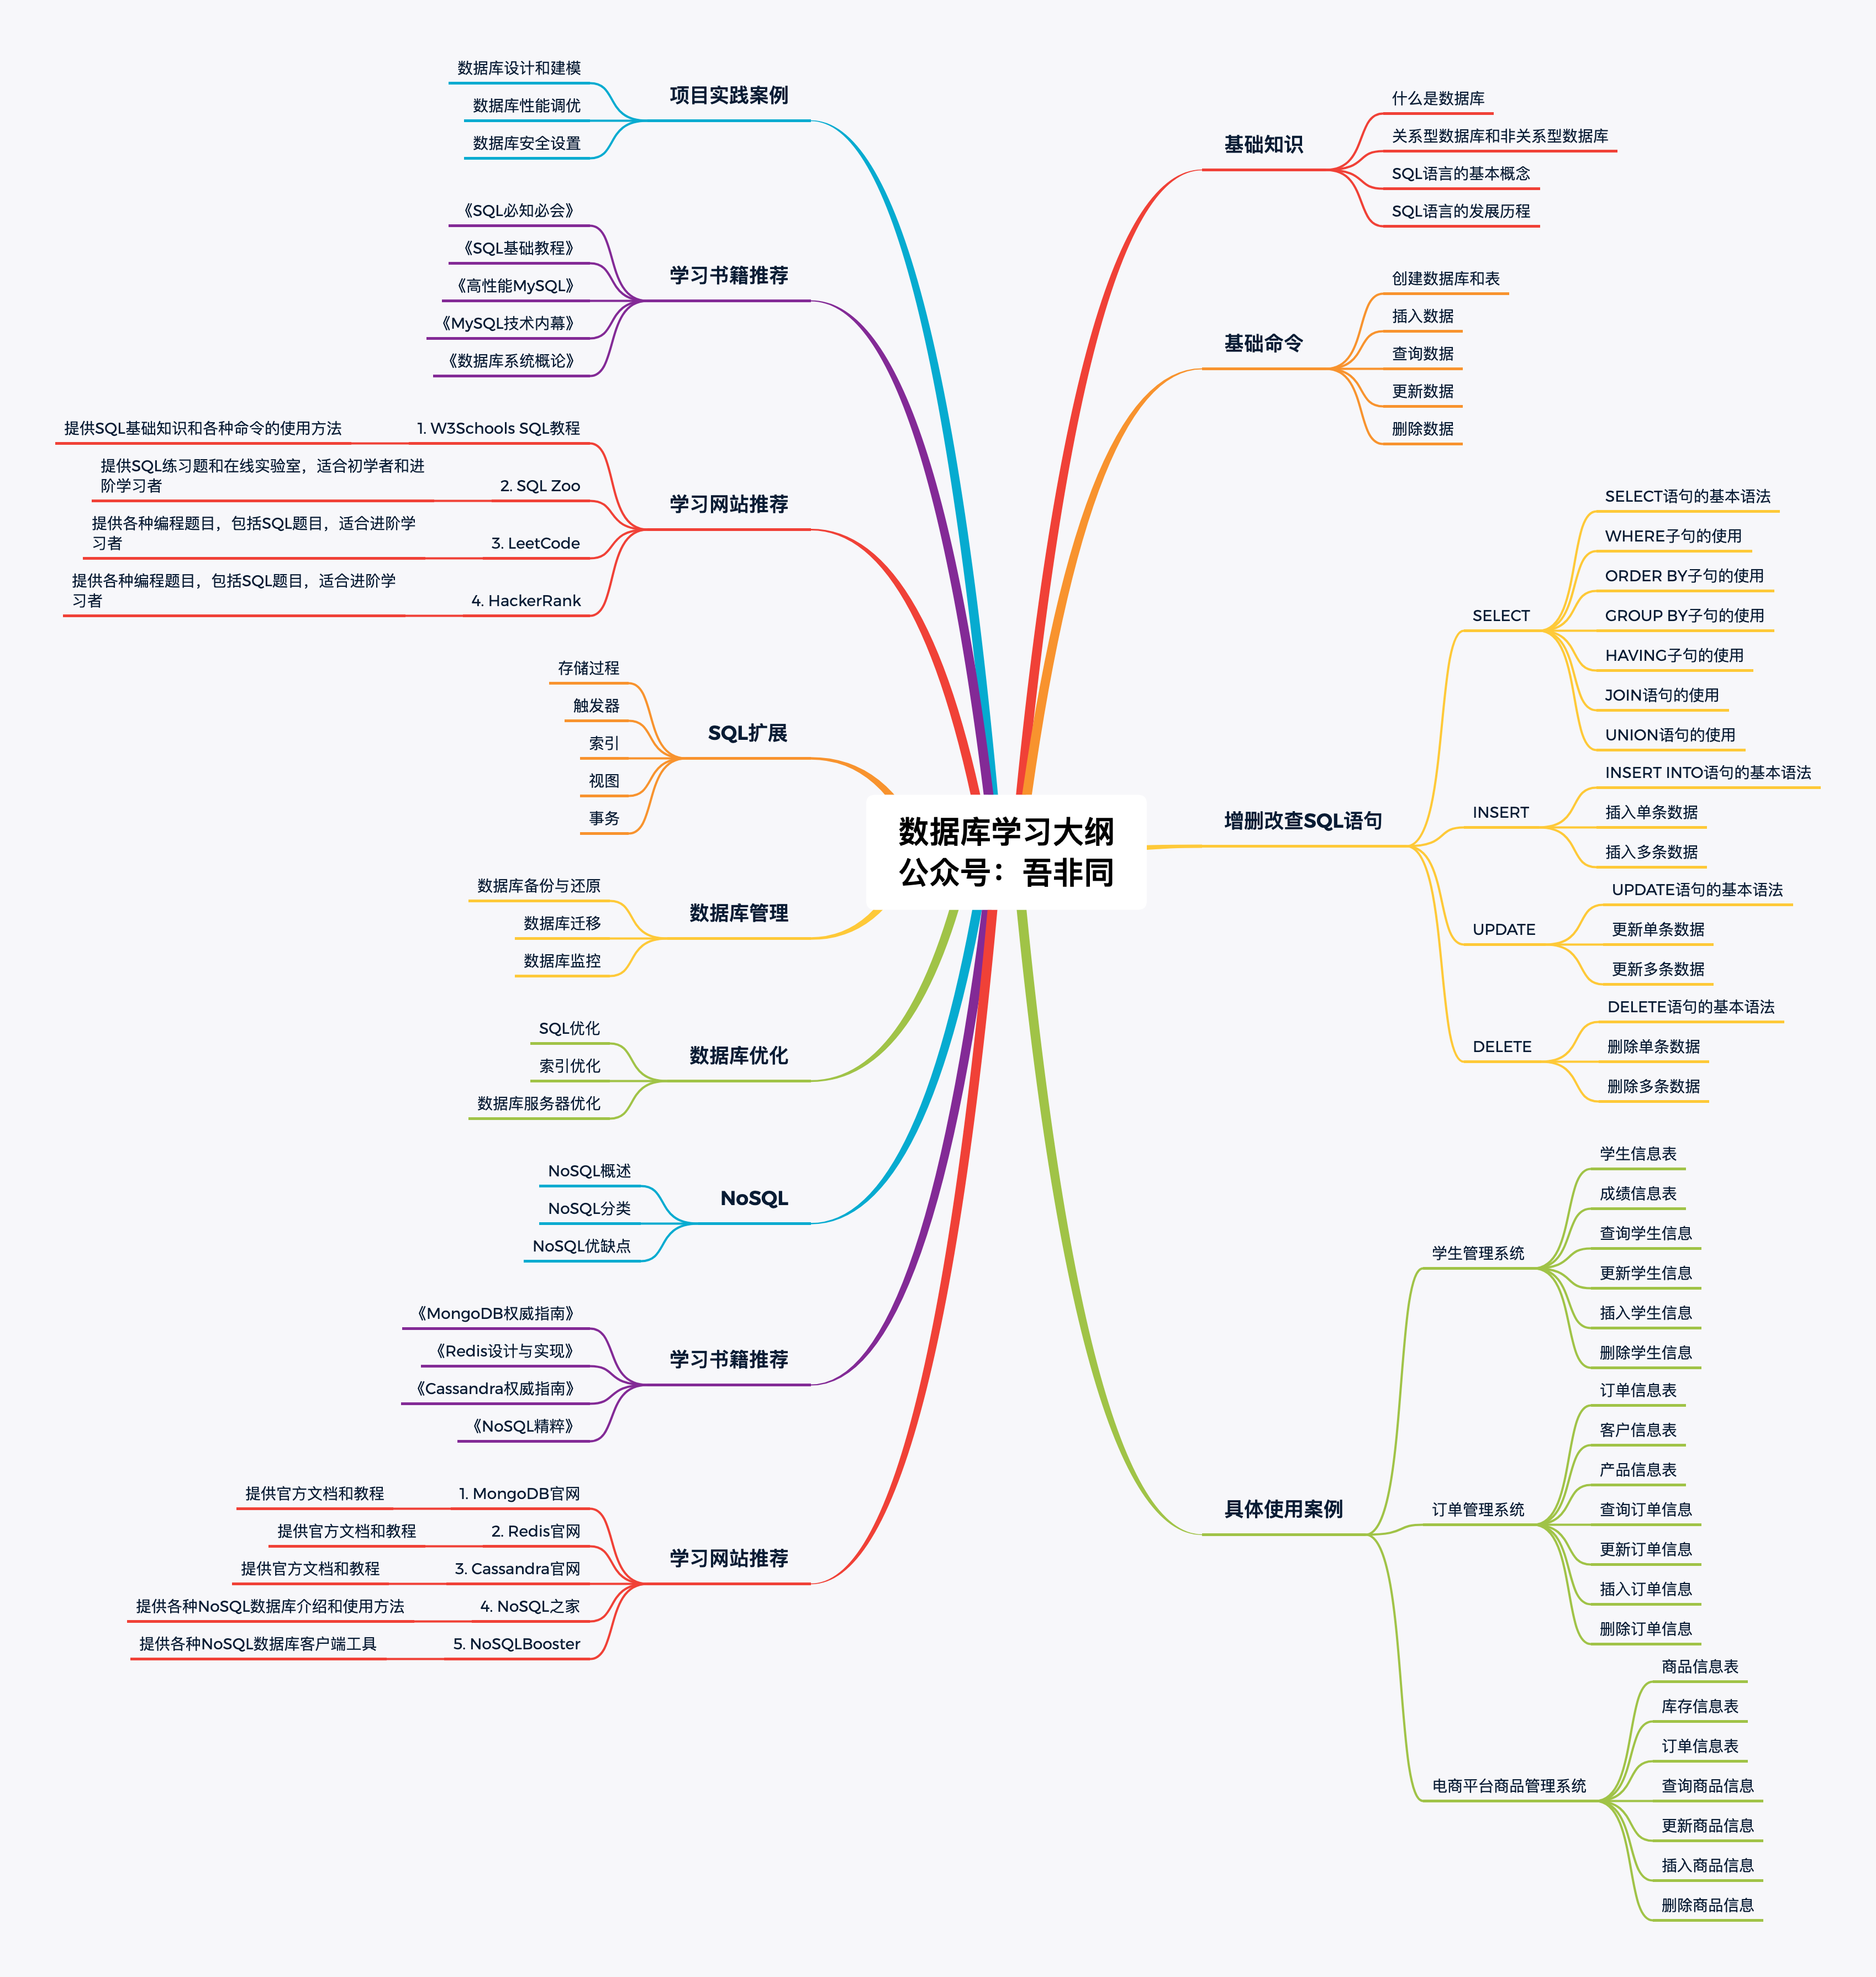 数据库学习大纲
公众号：吾非同
基础知识
什么是数据库
关系型数据库和非关系型数据库
SQL语言的基本概念
SQL语言的发展历程
基础命令
创建数据库和表
插入数据
查询数据
更新数据
删除数据
增删改查SQL语句
SELECT
SELECT语句的基本语法
WHERE子句的使用
ORDER BY子句的使用
GROUP BY子句的使用
HAVING子句的使用
JOIN语句的使用
UNION语句的使用
INSERT
INSERT INTO语句的基本语法
插入单条数据
插入多条数据
UPDATE
UPDATE语句的基本语法
更新单条数据
更新多条数据
DELETE
DELETE语句的基本语法
删除单条数据
删除多条数据
具体使用案例
学生管理系统
学生信息表
成绩信息表
查询学生信息
更新学生信息
插入学生信息
删除学生信息
订单管理系统
订单信息表
客户信息表
产品信息表
查询订单信息
更新订单信息
插入订单信息
删除订单信息
电商平台商品管理系统
商品信息表
库存信息表
订单信息表
查询商品信息
更新商品信息
插入商品信息
删除商品信息
项目实践案例
数据库设计和建模
数据库性能调优
数据库安全设置
学习书籍推荐
《SQL必知必会》
《SQL基础教程》
《高性能MySQL》
《MySQL技术内幕》
《数据库系统概论》
学习网站推荐
1. W3Schools SQL教程
提供SQL基础知识和各种命令的使用方法
2. SQL Zoo
提供SQL练习题和在线实验室，适合初学者和进
阶学习者
3. LeetCode
提供各种编程题目，包括SQL题目，适合进阶学
习者
4. HackerRank
提供各种编程题目，包括SQL题目，适合进阶学
习者
SQL扩展
存储过程
触发器
索引
视图
事务
数据库管理
数据库备份与还原
数据库迁移
数据库监控
数据库优化
SQL优化
索引优化
数据库服务器优化
NoSQL
NoSQL概述
NoSQL分类
NoSQL优缺点
学习书籍推荐
《MongoDB权威指南》
《Redis设计与实现》
《Cassandra权威指南》
《NoSQL精粹》
学习网站推荐
1. MongoDB官网
提供官方文档和教程
2. Redis官网
提供官方文档和教程
3. Cassandra官网
提供官方文档和教程
4. NoSQL之家
提供各种NoSQL数据库介绍和使用方法
5. NoSQLBooster
提供各种NoSQL数据库客户端工具